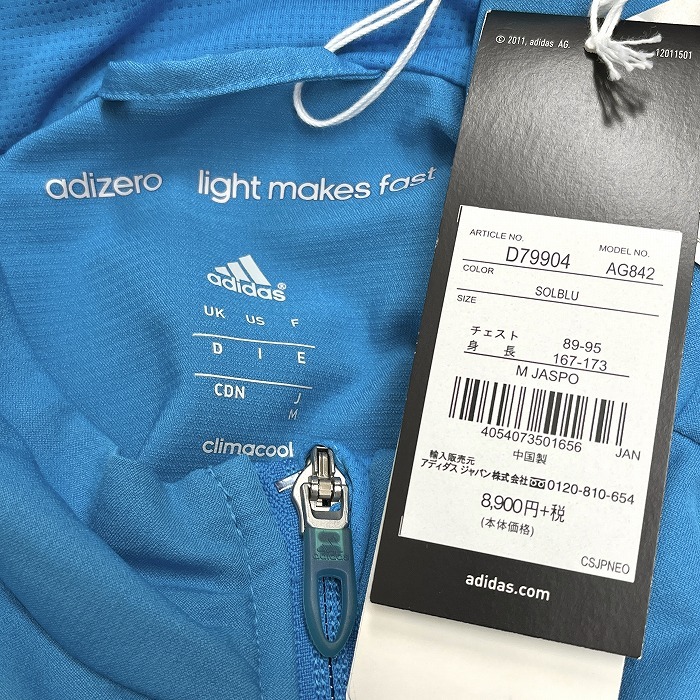 adizero light makes fast
adidas®
UK US F
D I E
CDN J
M
climacool
adidas
© 2011, adidas AG.
12011501
ARTICLE NO. MODEL NO.
D79904 AG842
COLOR
SOLBLU
SIZE
チェスト 89-95
身 長 167-173
M JASPO
4054073501656 JAN
中国製
輸入販売元
アディダス ジャパン株式会社 0120-810-654
8,900円+税
(本体価格)
CSJPNEO
adidas.com